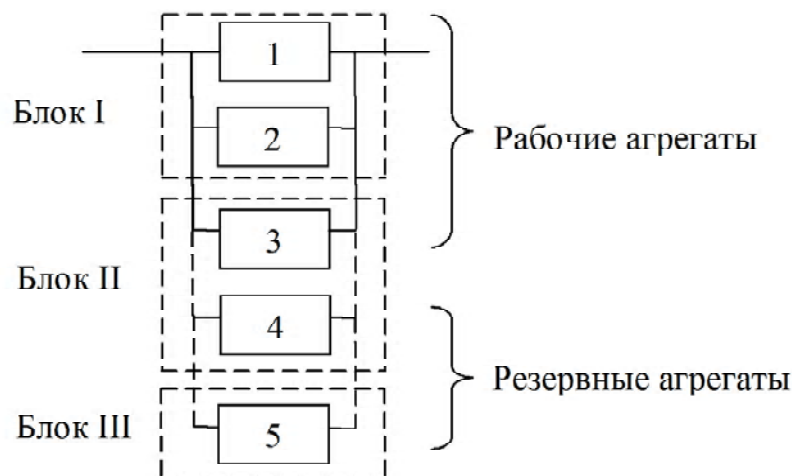 1
Блок I
2
Рабочие агрегаты
3
Блок II
4
Резервные агрегаты
Блок III
5